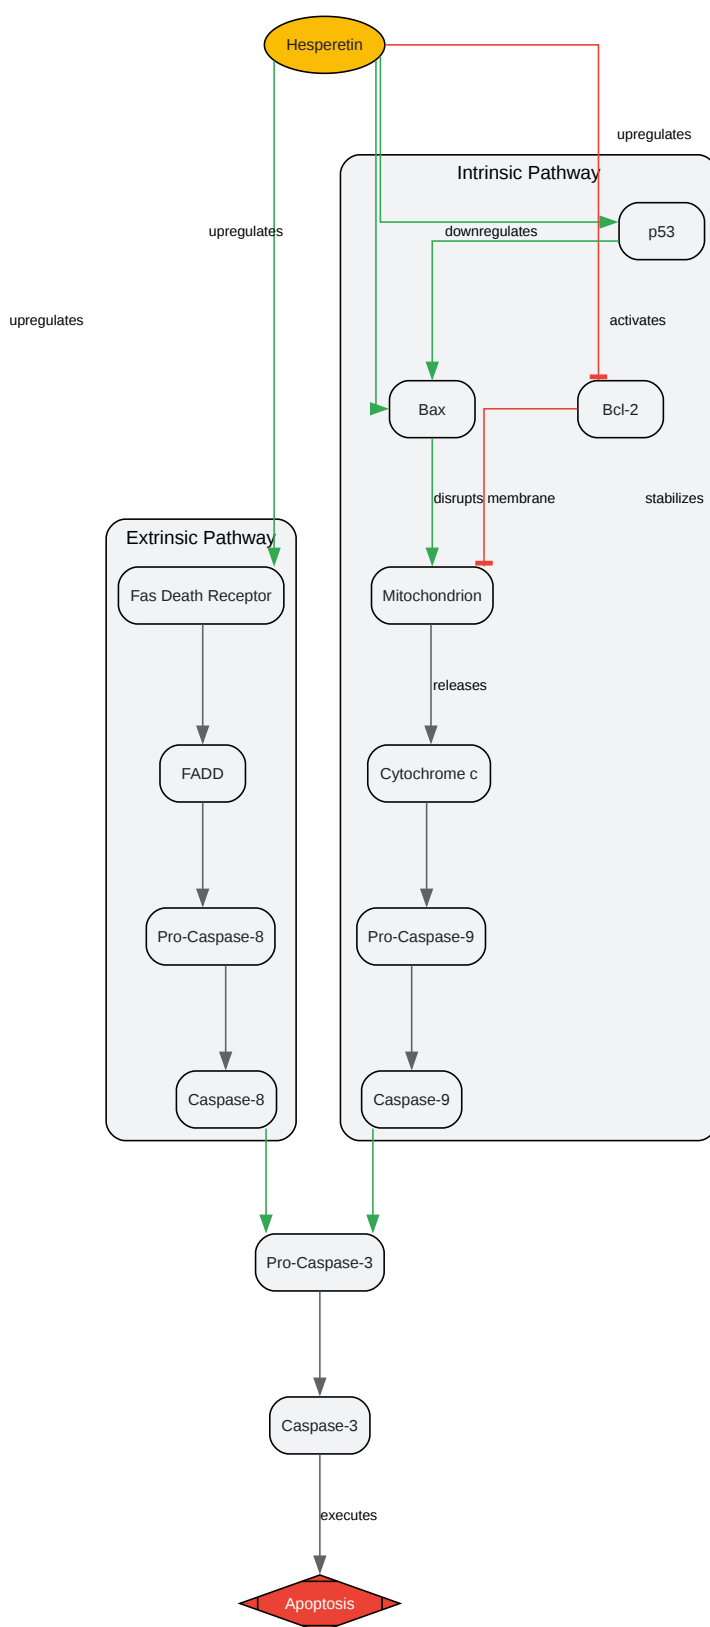 Hesperetin
upregulates
Intrinsic Pathway
upregulates
downregulates
p53
upregulates
activates
Bax
Bcl-2
disrupts membrane
stabilizes
Extrinsic Pathway
Fas Death Receptor
Mitochondrion
releases
FADD
Cytochrome c
Pro-Caspase-8
Pro-Caspase-9
Caspase-8
Caspase-9
Pro-Caspase-3
Caspase-3
executes
Apoptosis